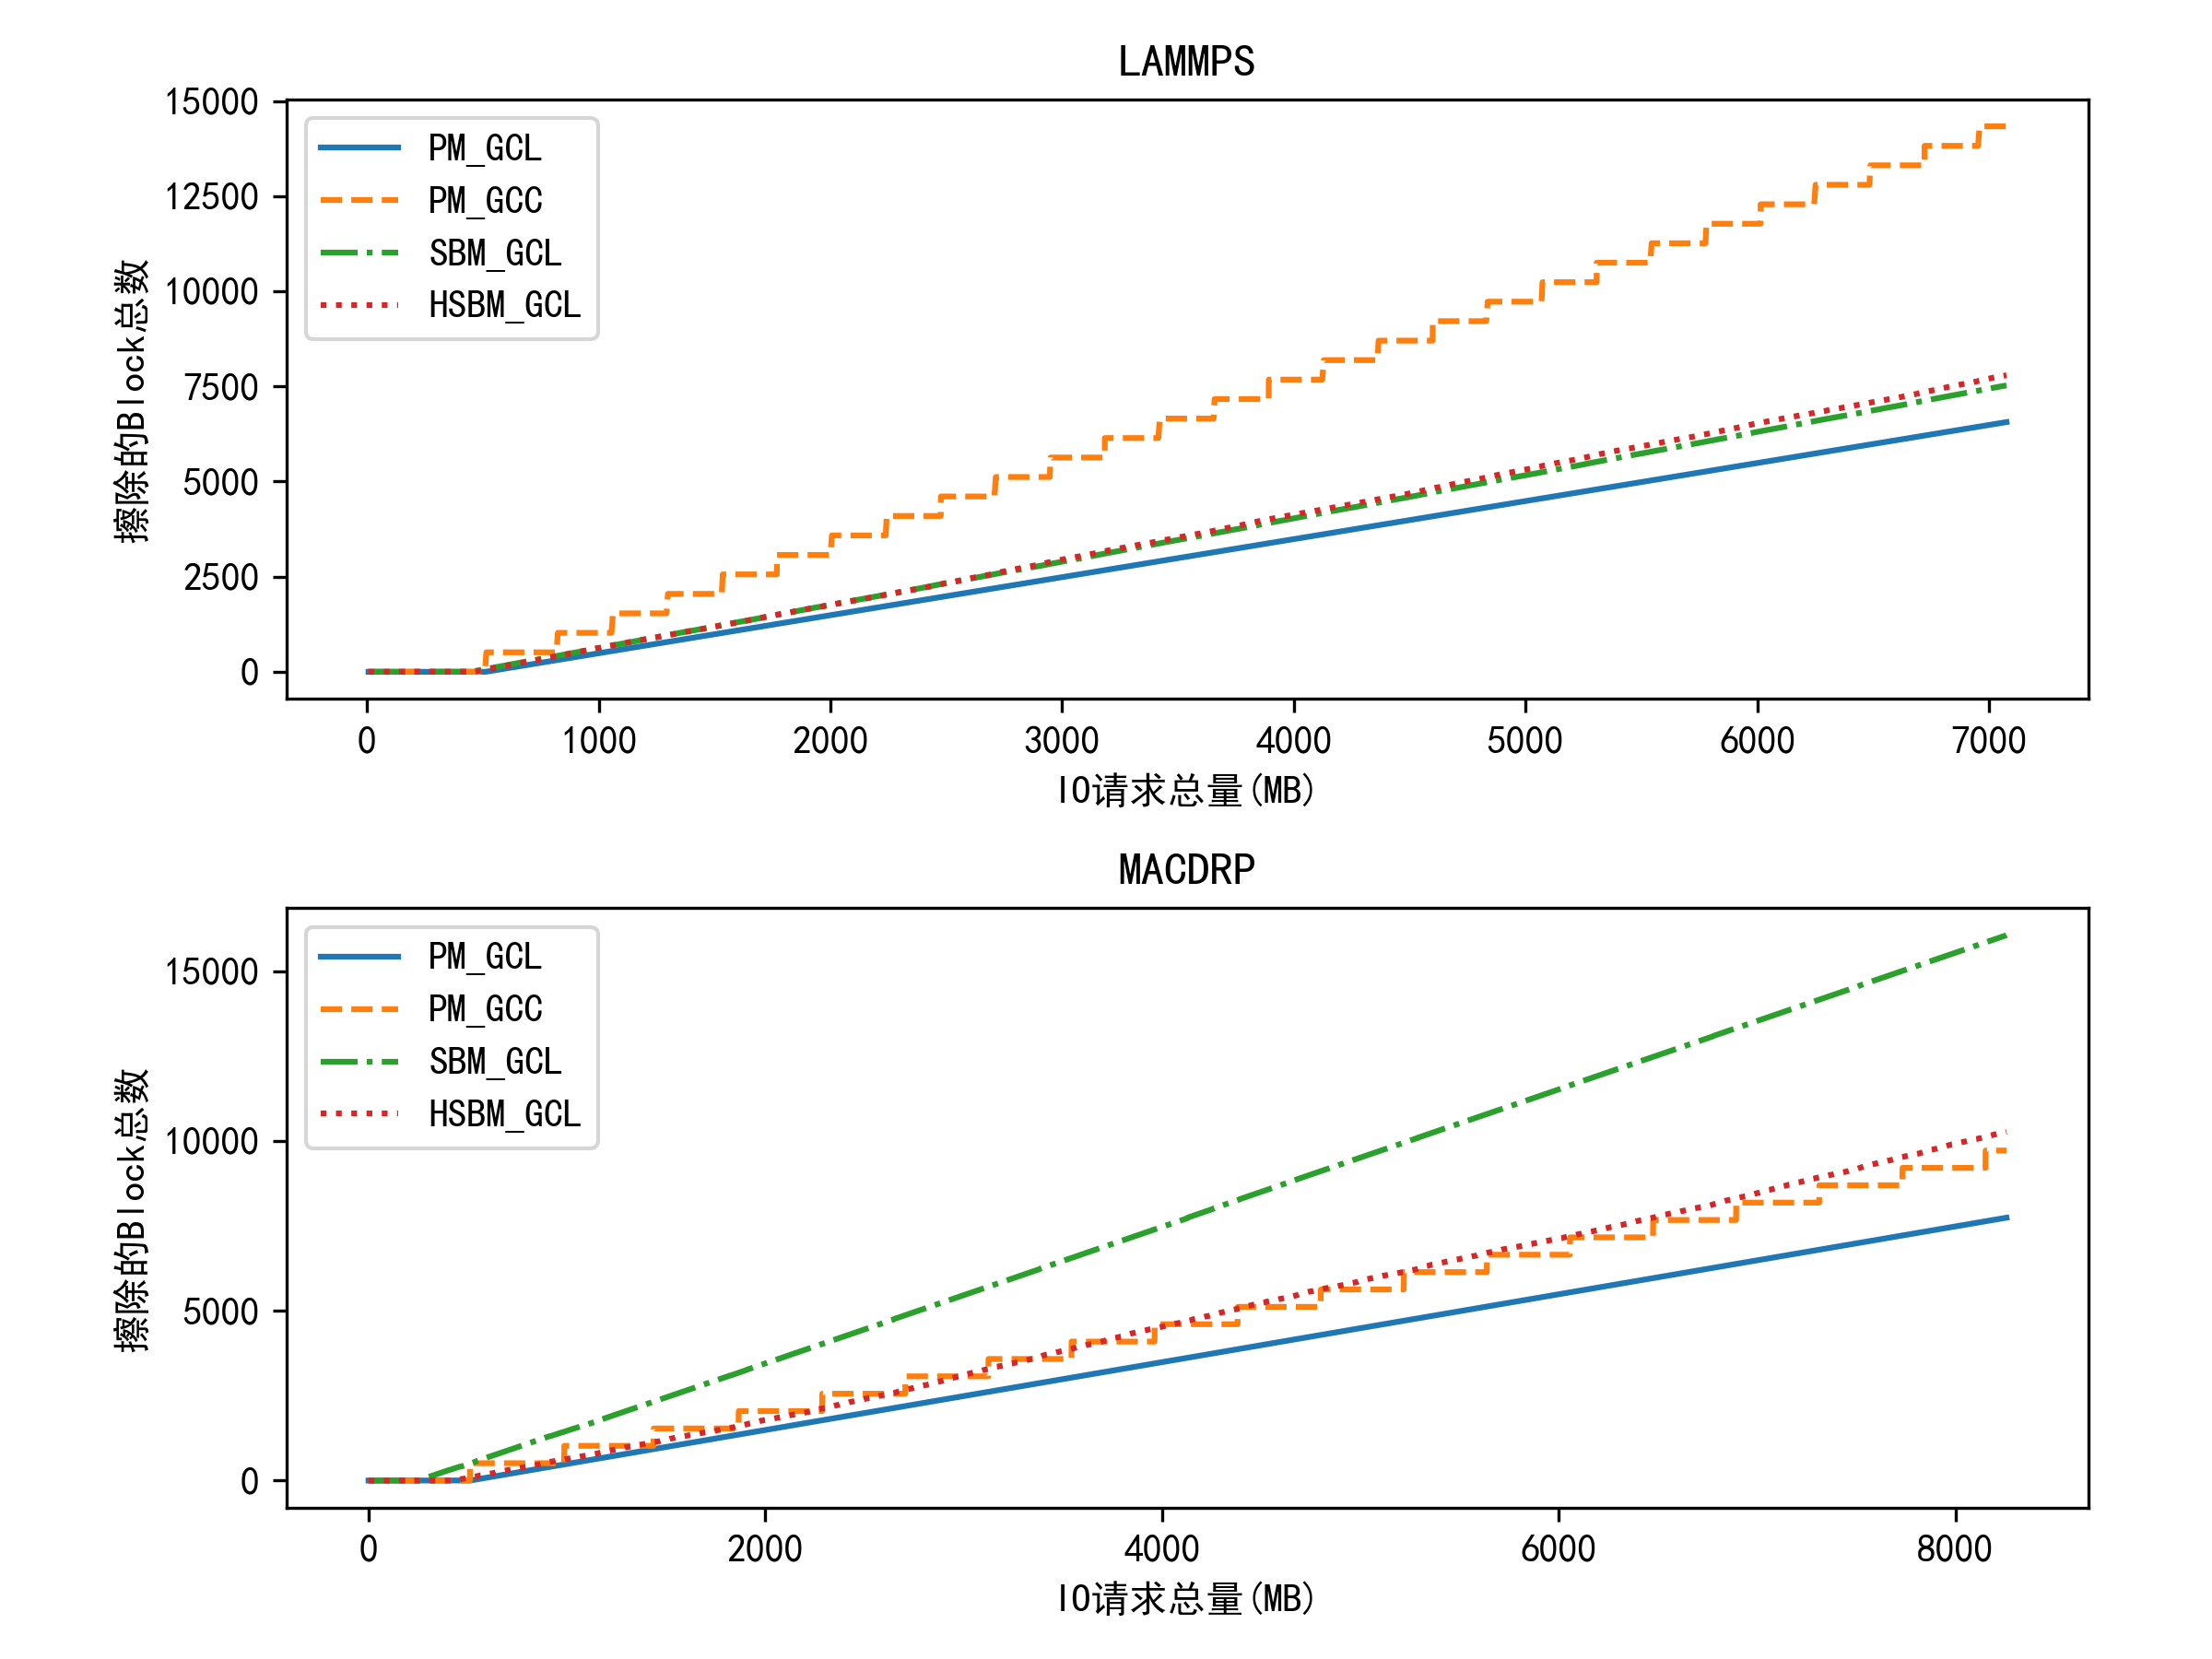 LAMMPS
15000
12500
10000
7500
5000
2500
0
擦除的Block总数
PM_GCL
PM_GCC
SBM_GCL
HSBM_GCL
0 1000 2000 3000 4000 5000 6000 7000
IO请求总量(MB)
MACDRP
15000
10000
5000
0
擦除的Block总数
PM_GCL
PM_GCC
SBM_GCL
HSBM_GCL
0 2000 4000 6000 8000
IO请求总量(MB)